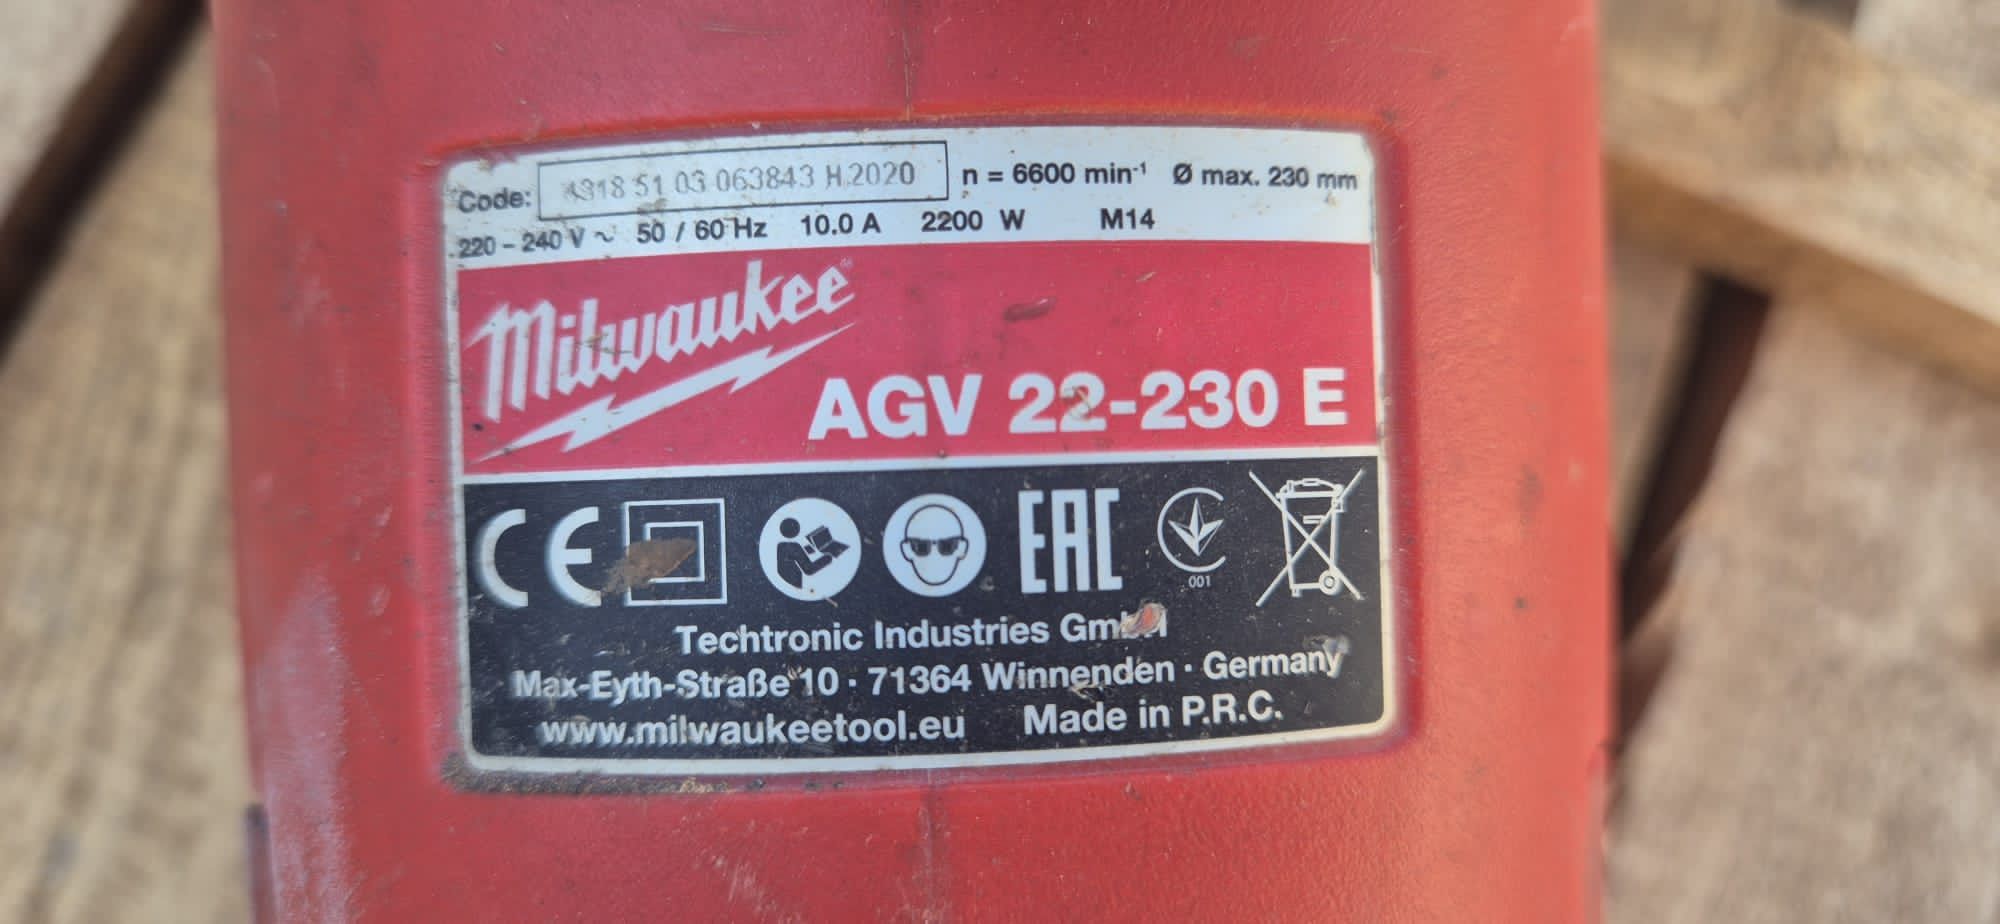 Code: 4318 51 03 063843 H 2020 n = 6600 min⁻¹ Ø max. 230 mm
220 – 240 V ~ 50 / 60 Hz 10.0 A 2200 W M14
Milwaukee
AGV 22-230 E
CE EAC
001
Techtronic Industries GmbH
Max-Eyth-Straße 10 · 71364 Winnenden · Germany
www.milwaukeetool.eu Made in P.R.C.